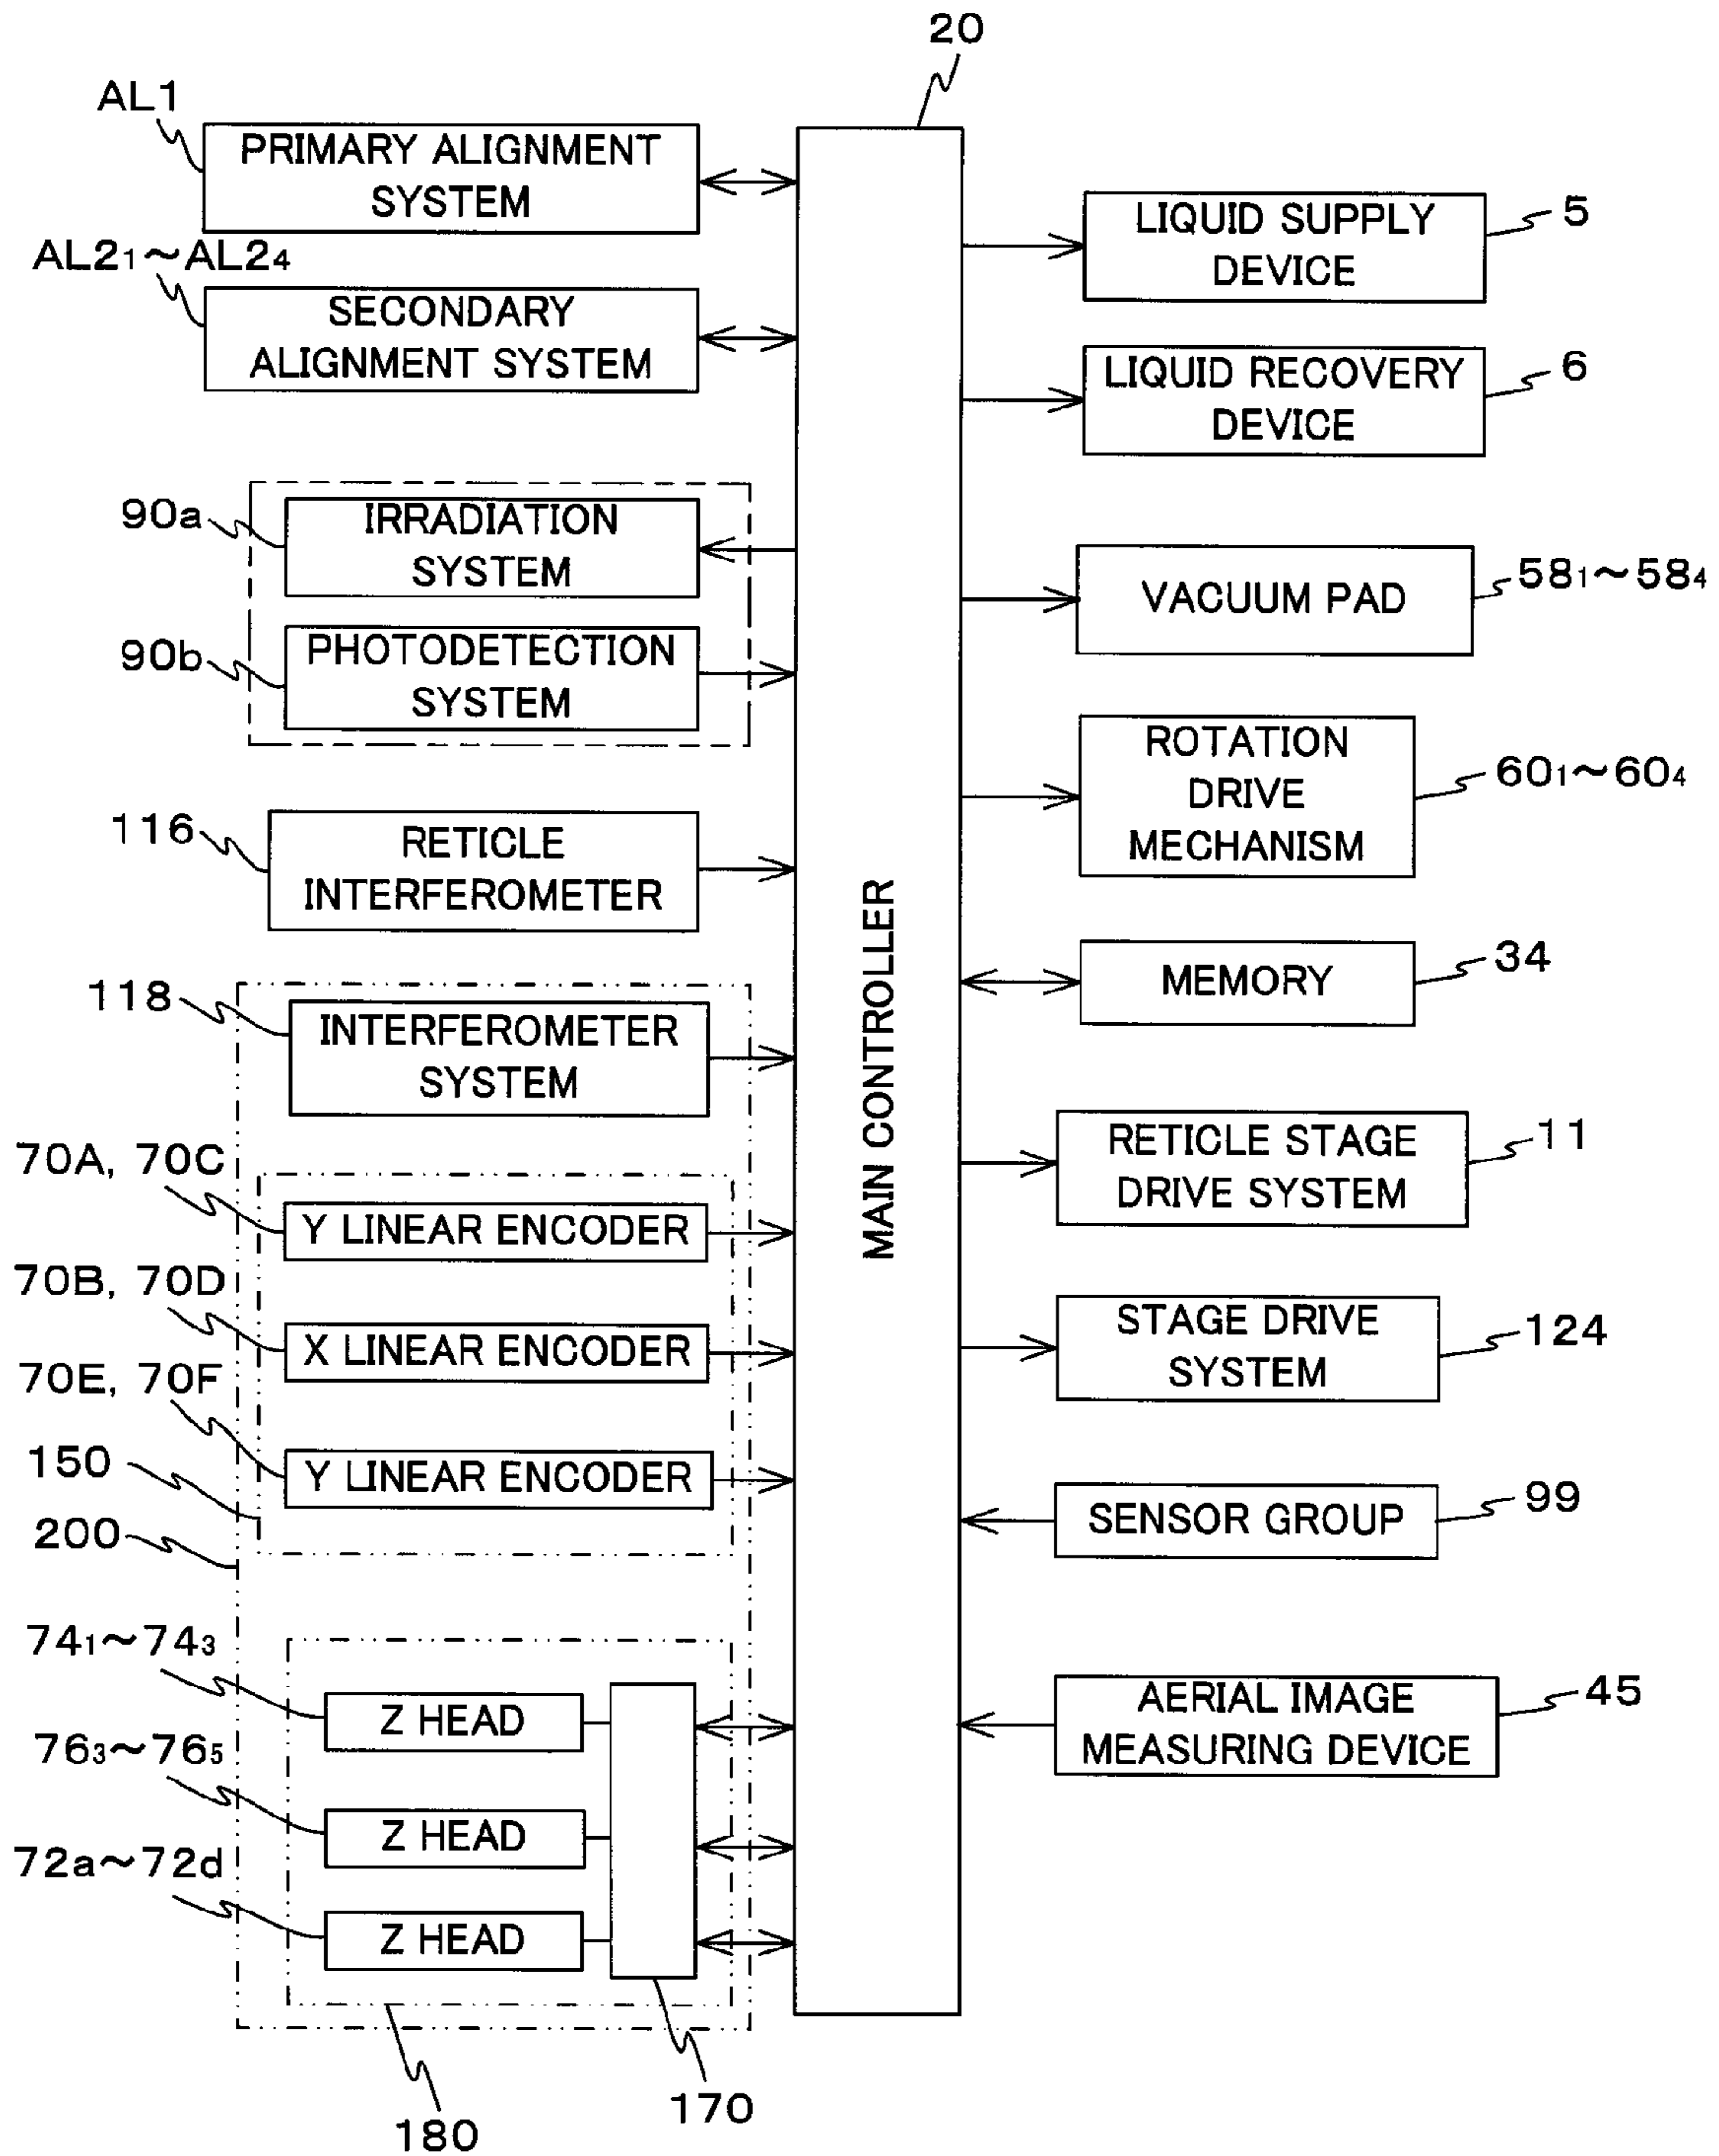 20
AL1
PRIMARY ALIGNMENT
SYSTEM
AL2₁～AL2₄
SECONDARY
ALIGNMENT SYSTEM
90a
IRRADIATION
SYSTEM
90b
PHOTODETECTION
SYSTEM
116
RETICLE
INTERFEROMETER
118
INTERFEROMETER
SYSTEM
70A, 70C
Y LINEAR ENCODER
70B, 70D
X LINEAR ENCODER
70E, 70F
Y LINEAR ENCODER
150
200
74₁～74₃
Z HEAD
76₃～76₅
Z HEAD
72a～72d
Z HEAD
180
170
MAIN CONTROLLER
LIQUID SUPPLY
DEVICE
5
LIQUID RECOVERY
DEVICE
6
VACUUM PAD
58₁～58₄
ROTATION
DRIVE
MECHANISM
60₁～60₄
MEMORY
34
RETICLE STAGE
DRIVE SYSTEM
11
STAGE DRIVE
SYSTEM
124
SENSOR GROUP
99
AERIAL IMAGE
MEASURING DEVICE
45